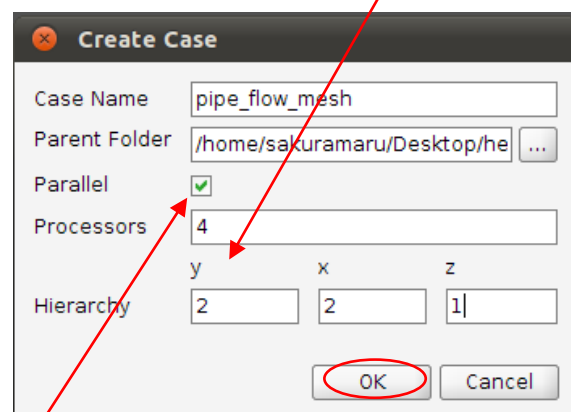 Create Case
Case Name pipe_flow_mesh
Parent Folder /home/sakuramaru/Desktop/he ...
Parallel
Processors 4
y x z
Hierarchy 2 2 1
OK Cancel